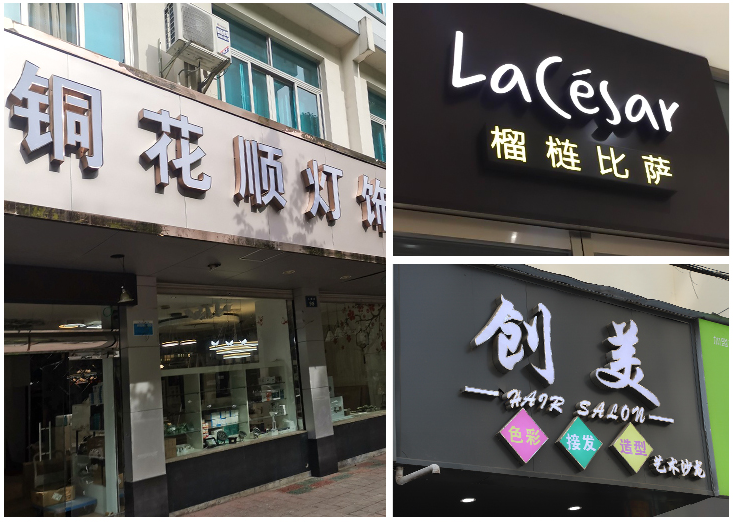 铜花顺灯饰
LaCésar
榴梿比萨
创美
HAIR SALON
色彩 接发 造型
艺术沙龙